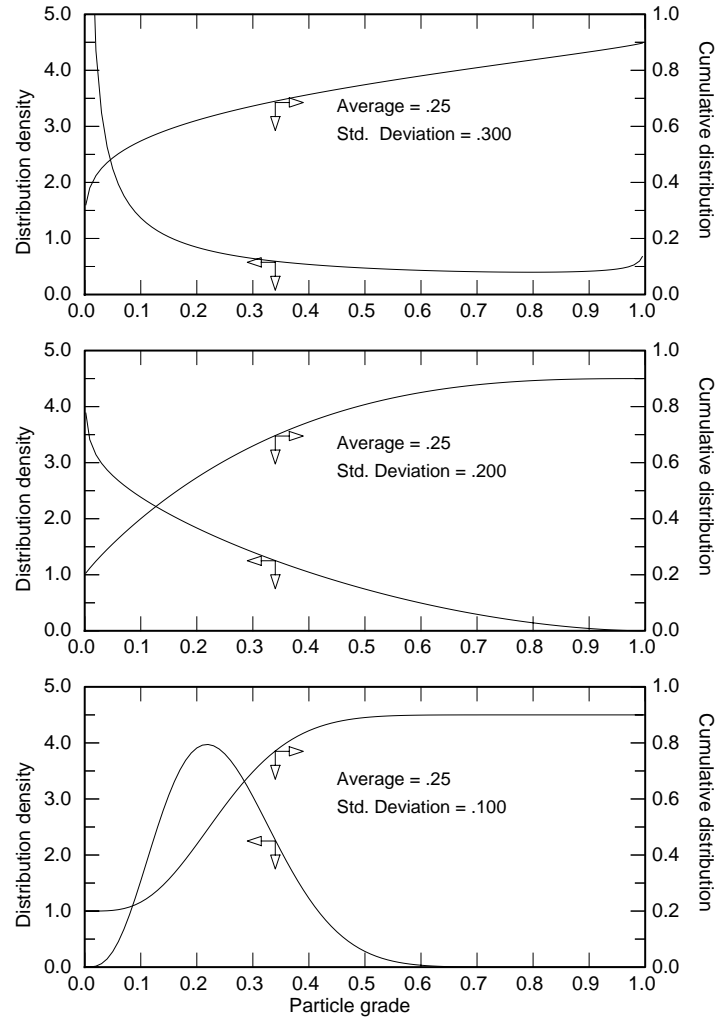 5.0
4.0
3.0
2.0
1.0
0.0
Distribution density
1.0
0.8
0.6
0.4
0.2
0.0
Cumulative distribution
Average = .25
Std. Deviation = .300
0.0 0.1 0.2 0.3 0.4 0.5 0.6 0.7 0.8 0.9 1.0
5.0
4.0
3.0
2.0
1.0
0.0
Distribution density
1.0
0.8
0.6
0.4
0.2
0.0
Cumulative distribution
Average = .25
Std. Deviation = .200
0.0 0.1 0.2 0.3 0.4 0.5 0.6 0.7 0.8 0.9 1.0
5.0
4.0
3.0
2.0
1.0
0.0
Distribution density
1.0
0.8
0.6
0.4
0.2
0.0
Cumulative distribution
Average = .25
Std. Deviation = .100
0.0 0.1 0.2 0.3 0.4 0.5 0.6 0.7 0.8 0.9 1.0
Particle grade